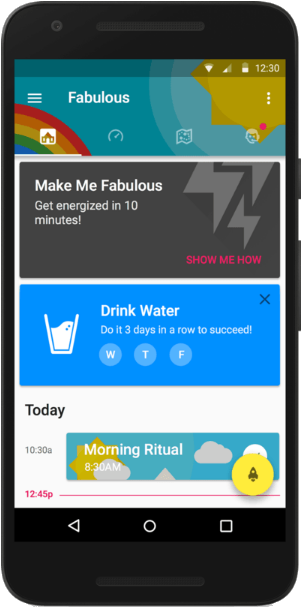 12:30
Fabulous
Make Me Fabulous
Get energized in 10
minutes!
SHOW ME HOW
Drink Water
Do it 3 days in a row to succeed!
W T F
Today
10:30a
Morning Ritual
8:30AM
12:45p